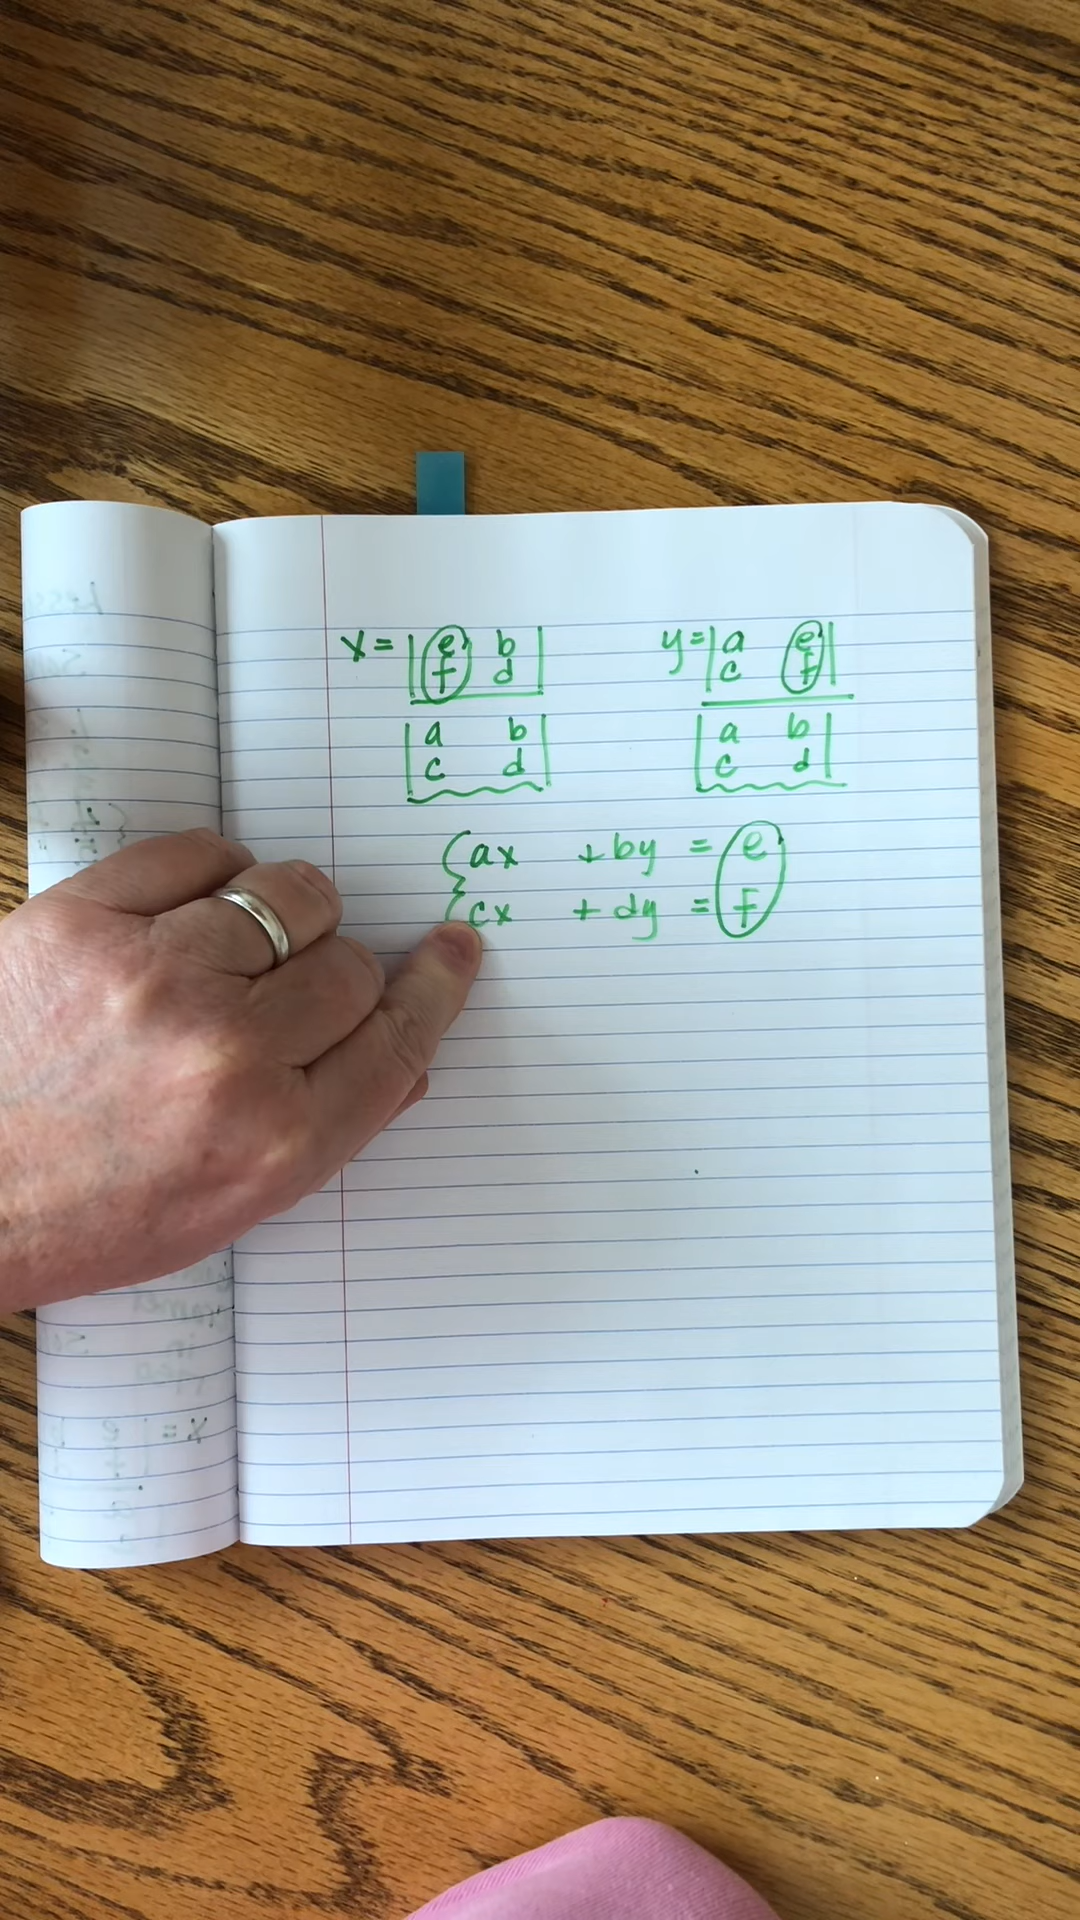 x = |e b| y = |a e|
|f d| |c f|
|a b| |a b|
|c d| |c d|
{ax + by = e
{cx + dy = f